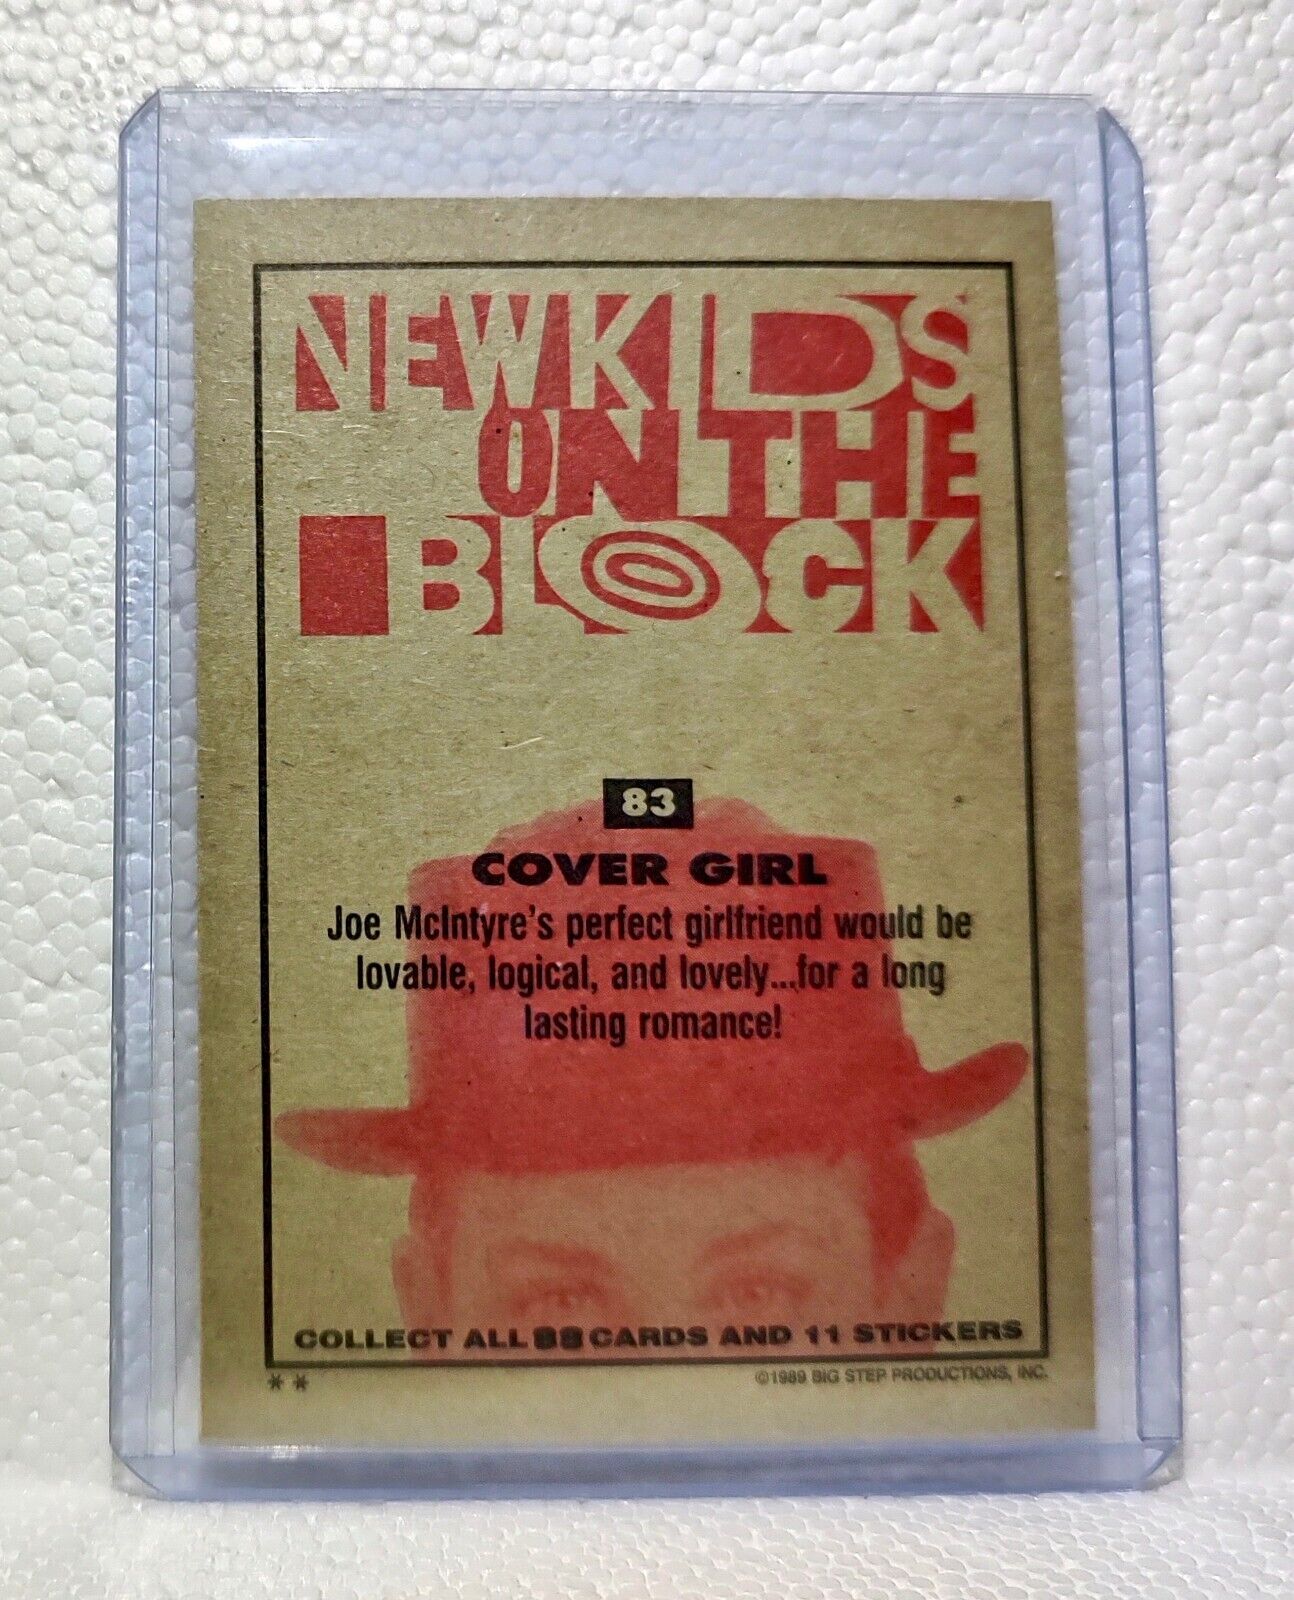 NEW KIDS
ON THE
BLOCK
83
COVER GIRL
Joe McIntyre's perfect girlfriend would be
lovable, logical, and lovely...for a long
lasting romance!
COLLECT ALL 88 CARDS AND 11 STICKERS
** ©1989 BIG STEP PRODUCTIONS, INC.